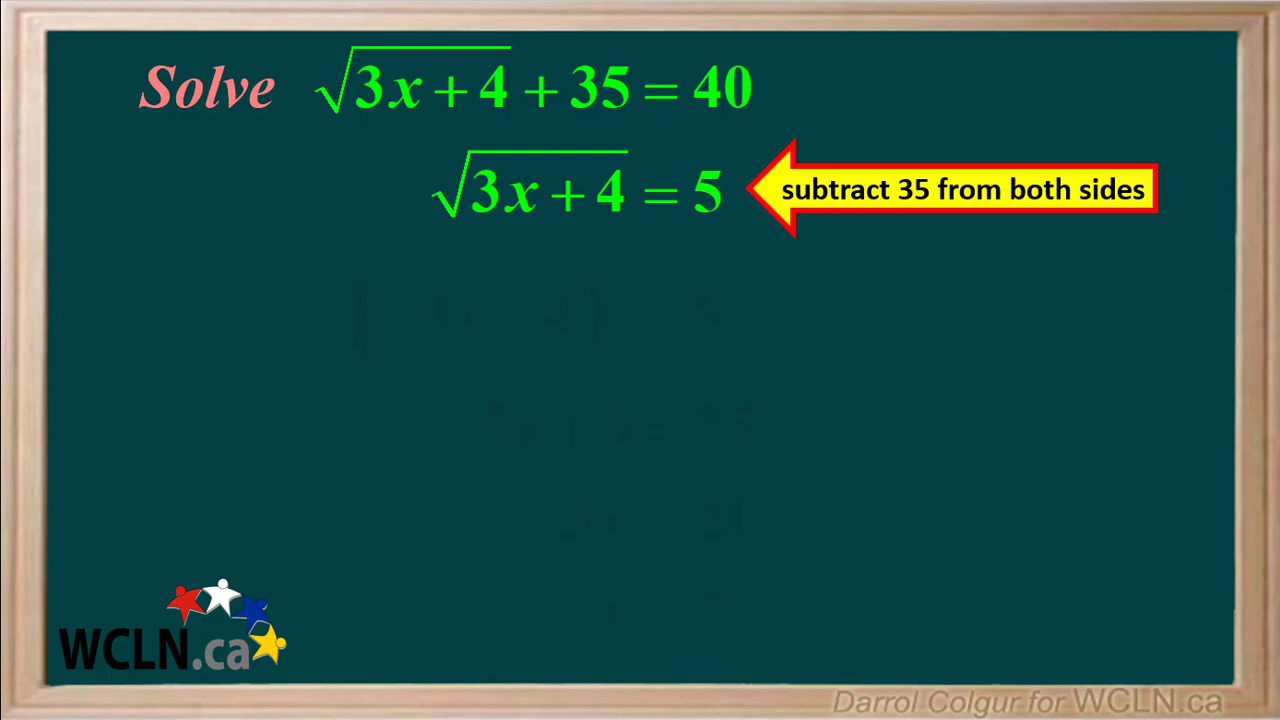 Solve √3x + 4 + 35 = 40
√3x + 4 = 5
subtract 35 from both sides
WCLN.ca
Darrol Colgur for WCLN.ca